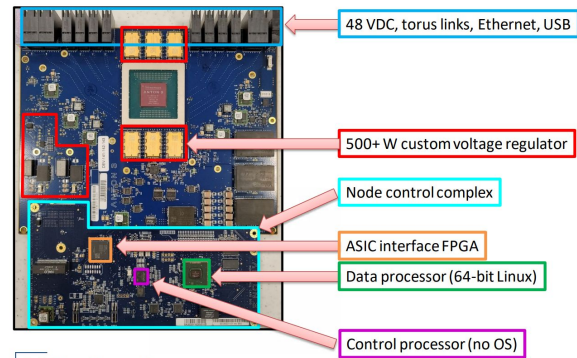 48 VDC, torus links, Ethernet, USB
500+ W custom voltage regulator
Node control complex
ASIC interface FPGA
Data processor (64-bit Linux)
Control processor (no OS)